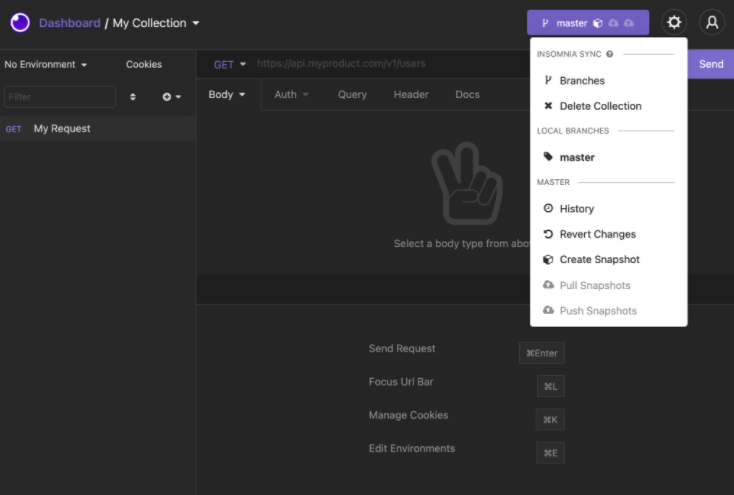 Dashboard / My Collection
master
No Environment
Cookies
GET
https://api.myproduct.com/v1/users
Send
Filter
Body
Auth
Query
Header
Docs
GET My Request
Select a body type from abov
INSOMNIA SYNC
Branches
Delete Collection
LOCAL BRANCHES
master
MASTER
History
Revert Changes
Create Snapshot
Pull Snapshots
Push Snapshots
Send Request ⌘Enter
Focus Url Bar ⌘L
Manage Cookies ⌘K
Edit Environments ⌘E